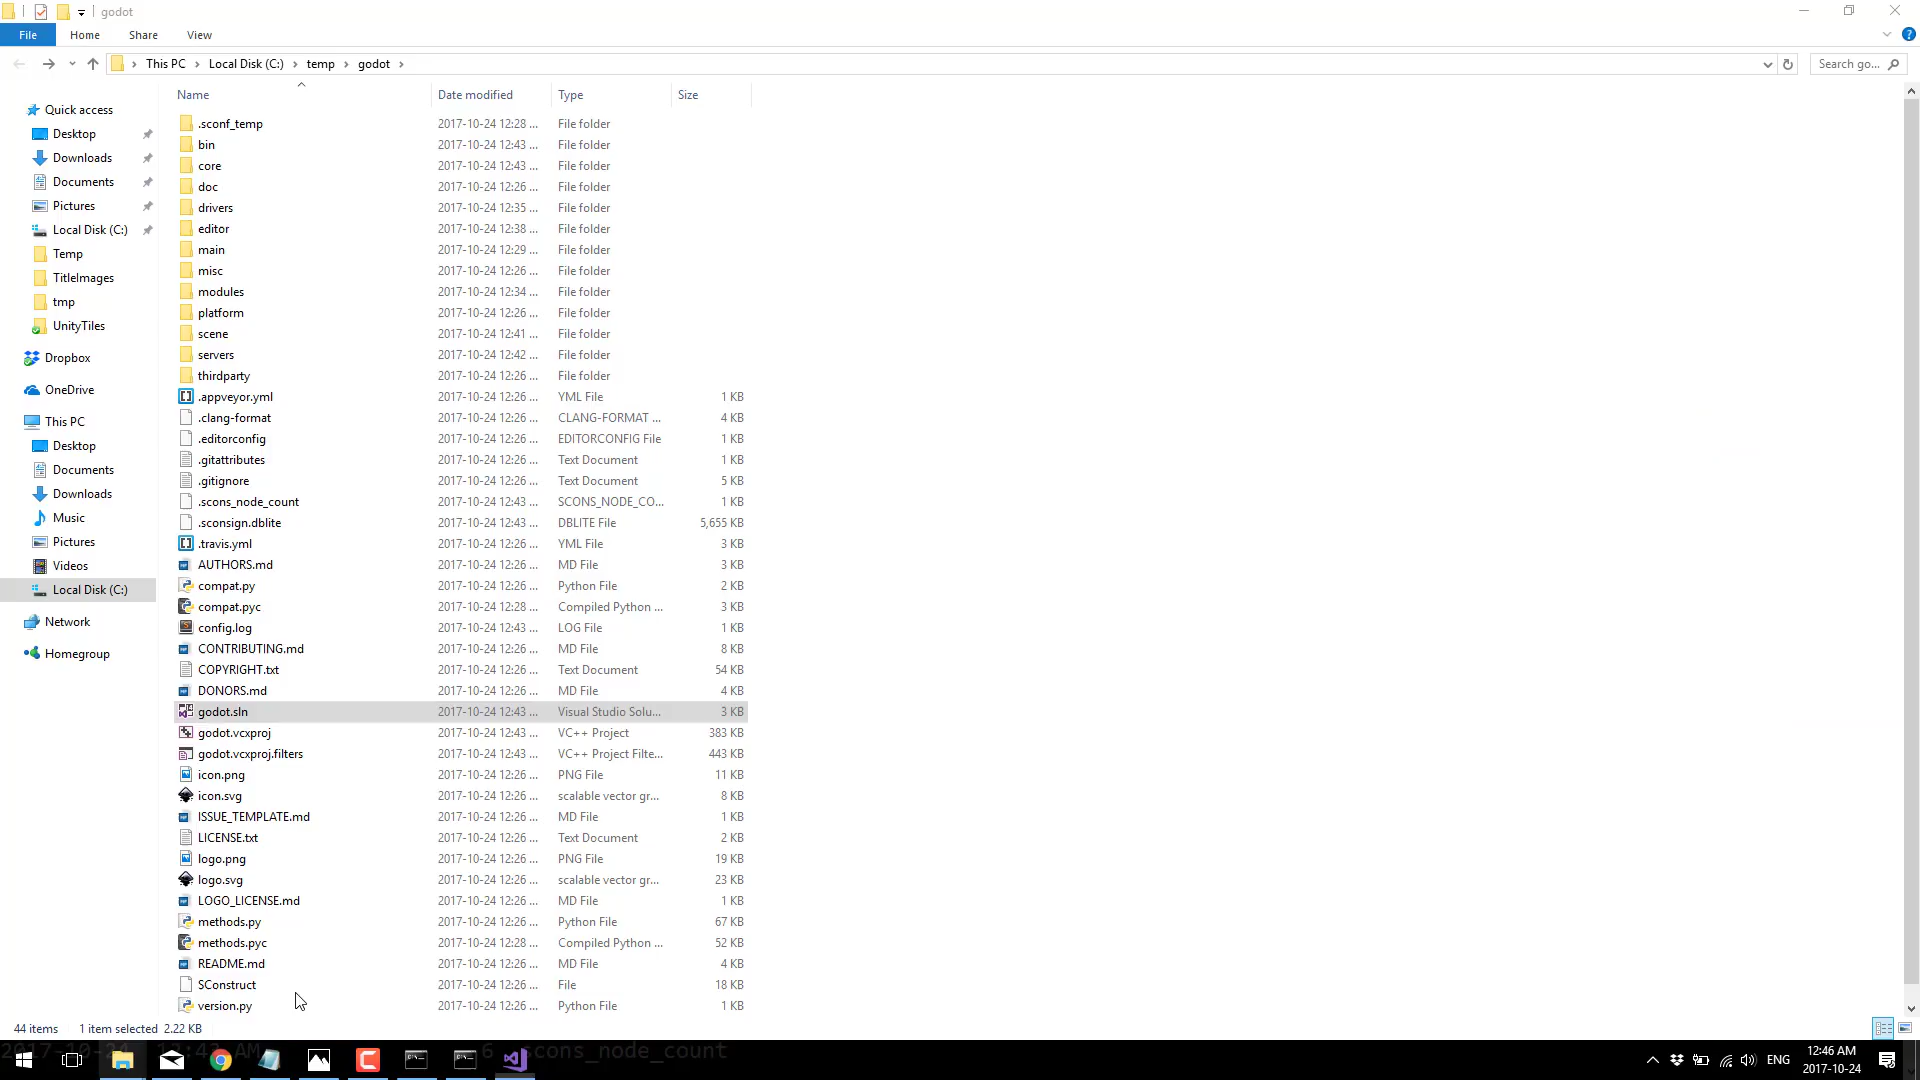 godot
File Home Share View
This PC Local Disk (C:) temp godot Search go...
Name Date modified Type Size
Quick access
Desktop
Downloads
Documents
Pictures
Local Disk (C:)
Temp
TitleImages
tmp
UnityTiles
Dropbox
OneDrive
This PC
Desktop
Documents
Downloads
Music
Pictures
Videos
Local Disk (C:)
Network
Homegroup
.sconf_temp 2017-10-24 12:28 ... File folder
bin 2017-10-24 12:43 ... File folder
core 2017-10-24 12:43 ... File folder
doc 2017-10-24 12:26 ... File folder
drivers 2017-10-24 12:35 ... File folder
editor 2017-10-24 12:38 ... File folder
main 2017-10-24 12:29 ... File folder
misc 2017-10-24 12:26 ... File folder
modules 2017-10-24 12:34 ... File folder
platform 2017-10-24 12:26 ... File folder
scene 2017-10-24 12:41 ... File folder
servers 2017-10-24 12:42 ... File folder
thirdparty 2017-10-24 12:26 ... File folder
.appveyor.yml 2017-10-24 12:26 ... YML File 1 KB
.clang-format 2017-10-24 12:26 ... CLANG-FORMAT ... 4 KB
.editorconfig 2017-10-24 12:26 ... EDITORCONFIG File 1 KB
.gitattributes 2017-10-24 12:26 ... Text Document 1 KB
.gitignore 2017-10-24 12:26 ... Text Document 5 KB
.scons_node_count 2017-10-24 12:43 ... SCONS_NODE_CO... 1 KB
.sconsign.dblite 2017-10-24 12:43 ... DBLITE File 5,655 KB
.travis.yml 2017-10-24 12:26 ... YML File 3 KB
AUTHORS.md 2017-10-24 12:26 ... MD File 3 KB
compat.py 2017-10-24 12:26 ... Python File 2 KB
compat.pyc 2017-10-24 12:28 ... Compiled Python ... 3 KB
config.log 2017-10-24 12:43 ... LOG File 1 KB
CONTRIBUTING.md 2017-10-24 12:26 ... MD File 8 KB
COPYRIGHT.txt 2017-10-24 12:26 ... Text Document 54 KB
DONORS.md 2017-10-24 12:26 ... MD File 4 KB
godot.sln 2017-10-24 12:43 ... Visual Studio Solu... 3 KB
godot.vcxproj 2017-10-24 12:43 ... VC++ Project 383 KB
godot.vcxproj.filters 2017-10-24 12:43 ... VC++ Project Filte... 443 KB
icon.png 2017-10-24 12:26 ... PNG File 11 KB
icon.svg 2017-10-24 12:26 ... scalable vector gr... 8 KB
ISSUE_TEMPLATE.md 2017-10-24 12:26 ... MD File 1 KB
LICENSE.txt 2017-10-24 12:26 ... Text Document 2 KB
logo.png 2017-10-24 12:26 ... PNG File 19 KB
logo.svg 2017-10-24 12:26 ... scalable vector gr... 23 KB
LOGO_LICENSE.md 2017-10-24 12:26 ... MD File 1 KB
methods.py 2017-10-24 12:26 ... Python File 67 KB
methods.pyc 2017-10-24 12:28 ... Compiled Python ... 52 KB
README.md 2017-10-24 12:26 ... MD File 4 KB
SConstruct 2017-10-24 12:26 ... File 18 KB
version.py 2017-10-24 12:26 ... Python File 1 KB
44 items 1 item selected 2.22 KB
ENG 12:46 AM
2017-10-24